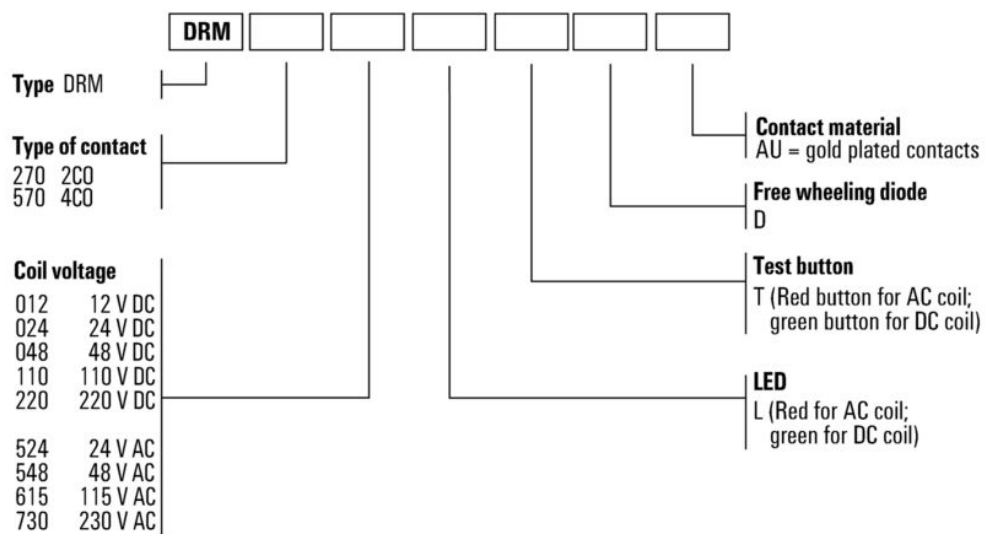 DRM
Type DRM
Type of contact
270 2CO
570 4CO
Coil voltage
012 12 V DC
024 24 V DC
048 48 V DC
110 110 V DC
220 220 V DC
524 24 V AC
548 48 V AC
615 115 V AC
730 230 V AC
Contact material
AU = gold plated contacts
Free wheeling diode
D
Test button
T (Red button for AC coil;
green button for DC coil)
LED
L (Red for AC coil;
green for DC coil)